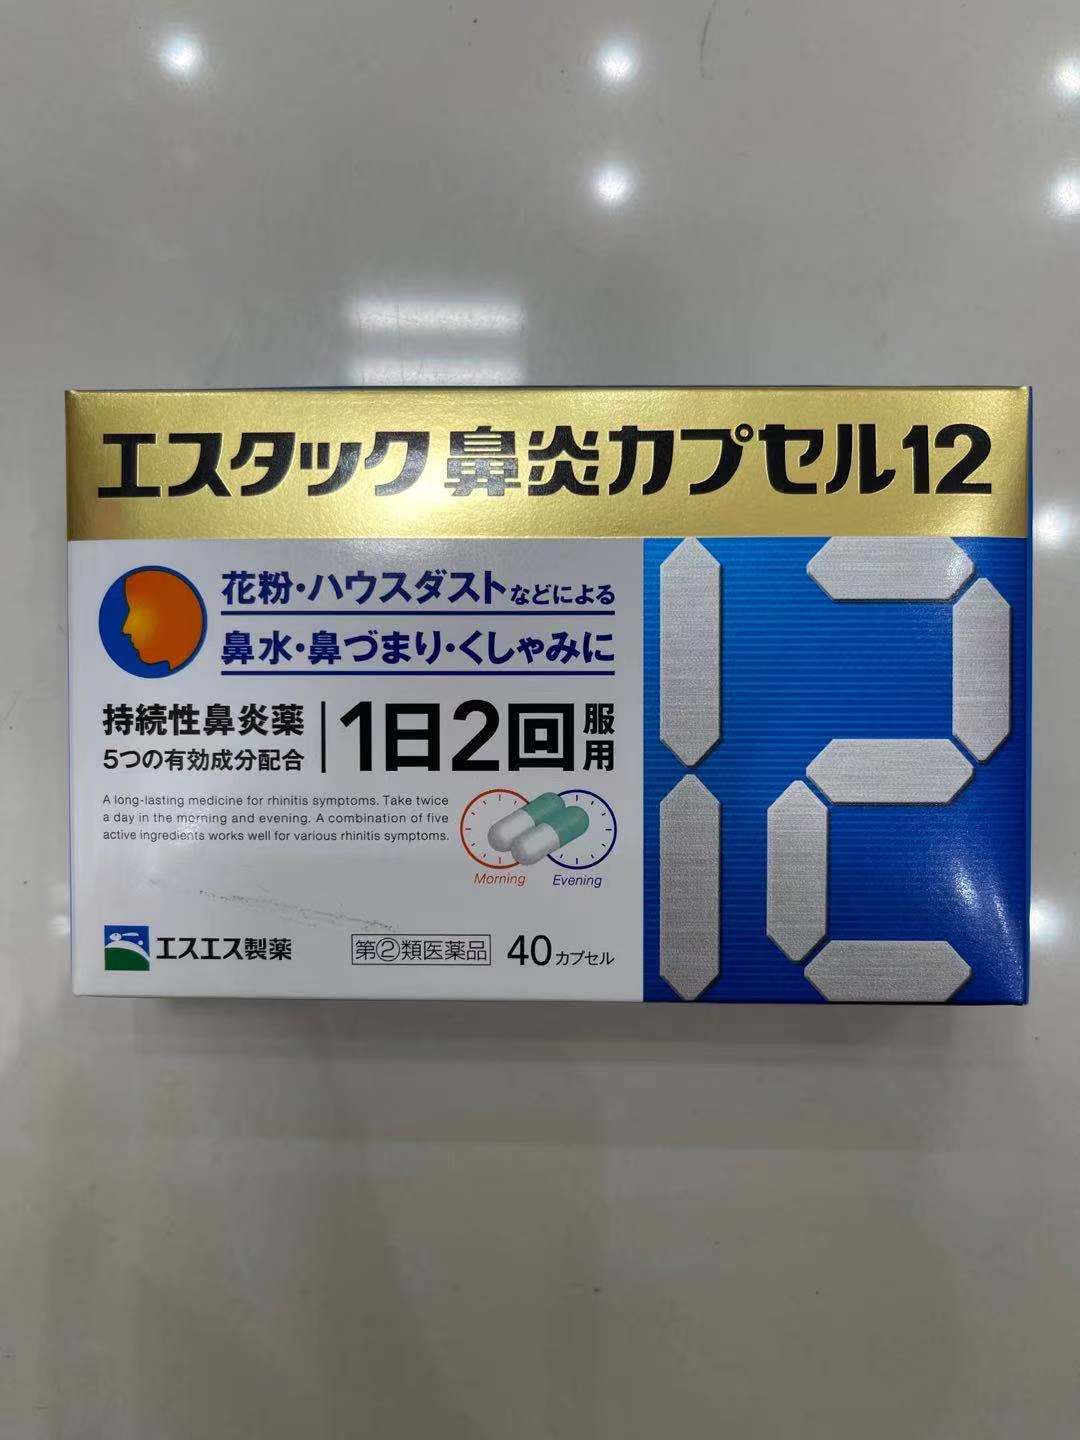 エスタック 鼻炎カプセル12
花粉・ハウスダストなどによる
鼻水・鼻づまり・くしゃみに
持続性鼻炎薬
5つの有効成分配合
1日2回服用
A long-lasting medicine for rhinitis symptoms. Take twice
a day in the morning and evening. A combination of five
active ingredients works well for various rhinitis symptoms.
Morning
Evening
エスエス製薬
第②類医薬品
40カプセル
12